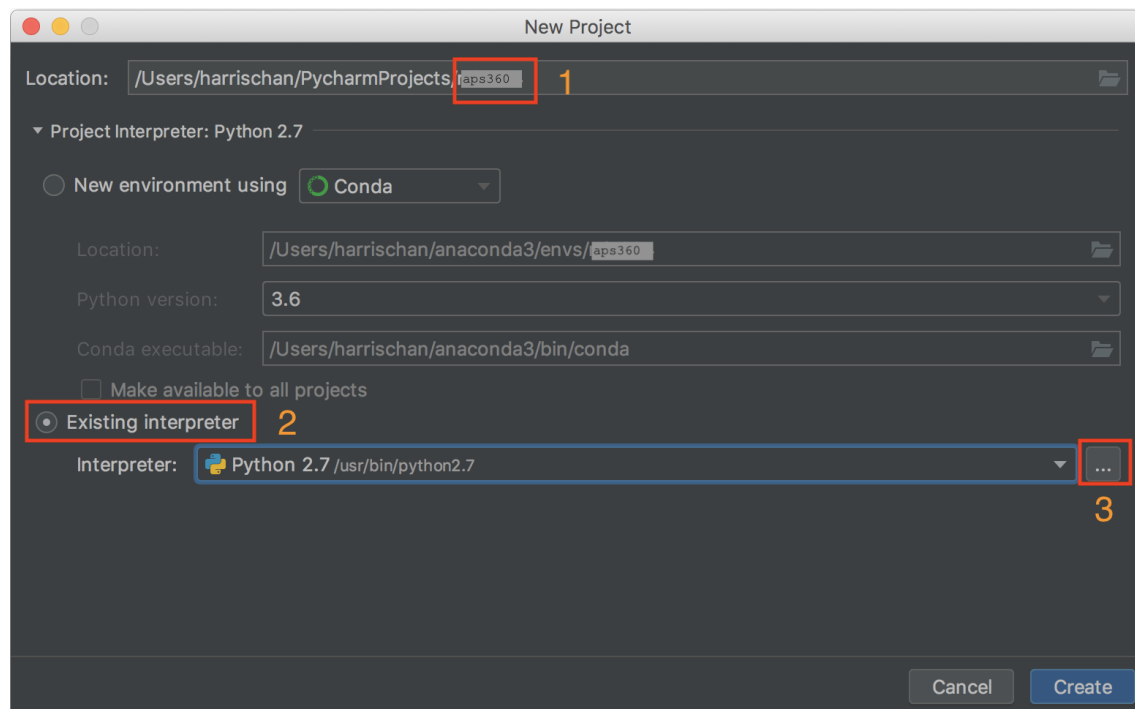 New Project
Location: /Users/harrischan/PycharmProjects/aps360 1
Project Interpreter: Python 2.7
New environment using Conda
Location: /Users/harrischan/anaconda3/envs/aps360
Python version: 3.6
Conda executable: /Users/harrischan/anaconda3/bin/conda
Make available to all projects
Existing interpreter 2
Interpreter: Python 2.7 /usr/bin/python2.7 ...
3
Cancel Create